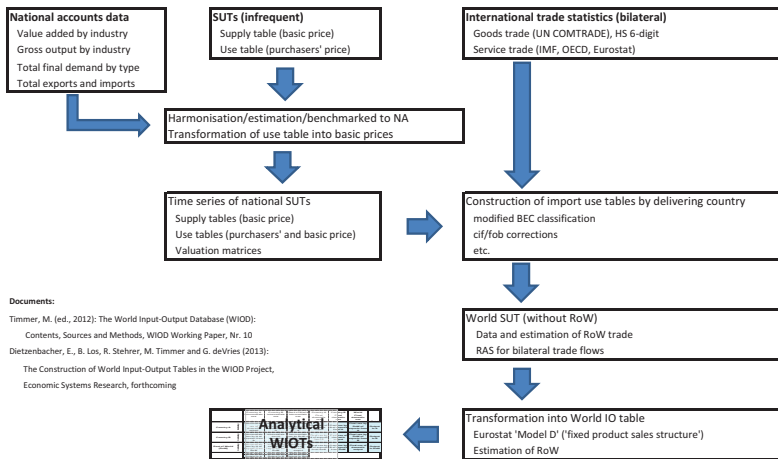 National accounts data
Value added by industry
Gross output by industry
Total final demand by type
Total exports and imports
SUTs (infrequent)
Supply table (basic price)
Use table (purchasers' price)
International trade statistics (bilateral)
Goods trade (UN COMTRADE), HS 6-digit
Service trade (IMF, OECD, Eurostat)
Harmonisation/estimation/benchmarked to NA
Transformation of use table into basic prices
Time series of national SUTs
Supply tables (basic price)
Use tables (purchasers' and basic price)
Valuation matrices
Construction of import use tables by delivering country
modified BEC classification
cif/fob corrections
etc.
Documents:
Timmer, M. (ed., 2012): The World Input-Output Database (WIOD):
Contents, Sources and Methods, WIOD Working Paper, Nr. 10
Dietzenbacher, E., B. Los, R. Stehrer, M. Timmer and G. deVries (2013):
The Construction of World Input-Output Tables in the WIOD Project,
Economic Systems Research, forthcoming
World SUT (without RoW)
Data and estimation of RoW trade
RAS for bilateral trade flows
Transformation into World IO table
Eurostat 'Model D' ('fixed product sales structure')
Estimation of RoW
Analytical
WIOTs